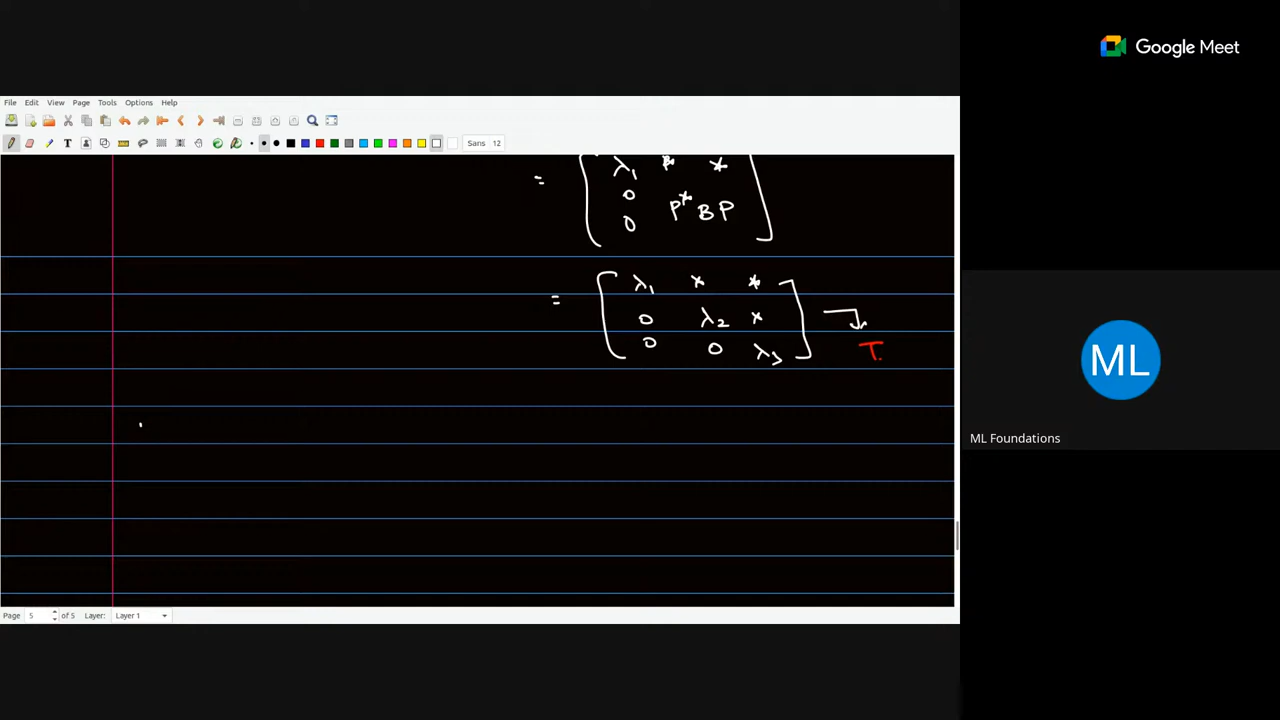 Google Meet
File Edit View Page Tools Options Help
Sans 12
= [ λ₁ * *
0 P*BP
0 ]
= [ λ₁ * *
0 λ₂ *
0 0 λ₃ ] → T.
ML
ML Foundations
Page 5 of 5 Layer: Layer 1